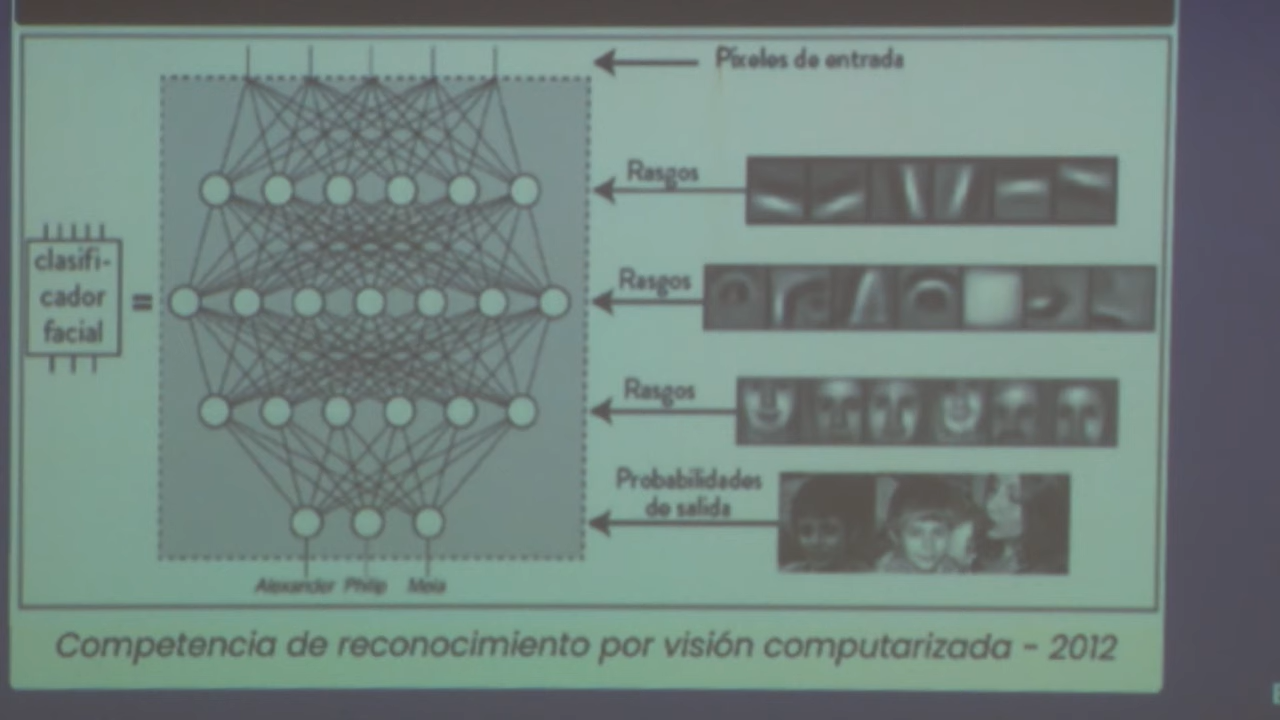 Píxeles de entrada
Rasgos
clasifi-
cador
facial
=
Rasgos
Rasgos
Probabilidades
de salida
Alexander Philip Meia
Competencia de reconocimiento por visión computarizada - 2012